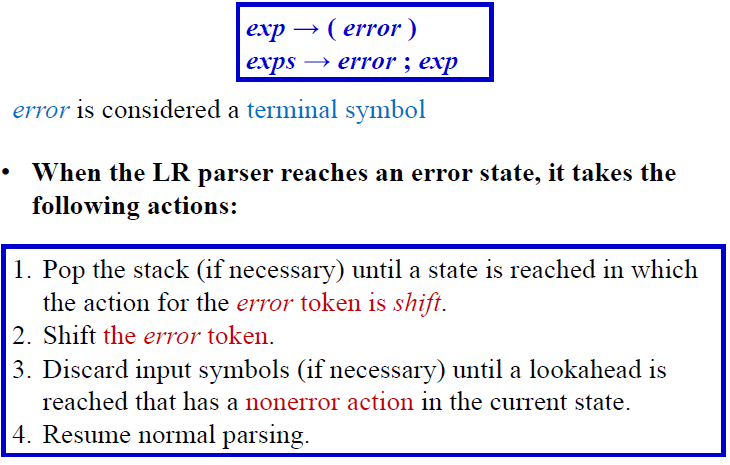 exp → ( error )
exps → error ; exp
error is considered a terminal symbol
• When the LR parser reaches an error state, it takes the
following actions:
1. Pop the stack (if necessary) until a state is reached in which
the action for the error token is shift.
2. Shift the error token.
3. Discard input symbols (if necessary) until a lookahead is
reached that has a nonerror action in the current state.
4. Resume normal parsing.